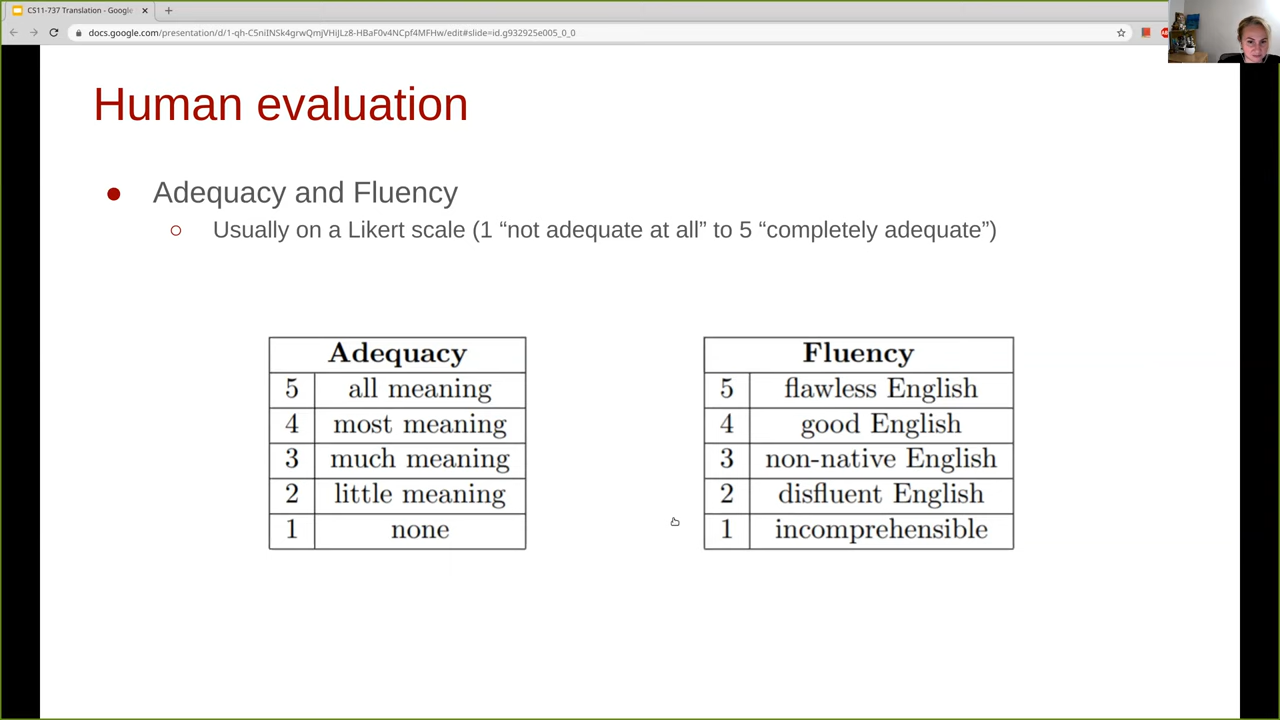 CS11-737 Translation - Google
docs.google.com/presentation/d/1-qh-C5niINSk4grwQmjVHiJLz8-HBaF0v4NCpf4MFHw/edit#slide=id.g932925e005_0_0
Human evaluation
● Adequacy and Fluency
○ Usually on a Likert scale (1 “not adequate at all” to 5 “completely adequate”)
Adequacy
5 all meaning
4 most meaning
3 much meaning
2 little meaning
1 none
Fluency
5 flawless English
4 good English
3 non-native English
2 disfluent English
1 incomprehensible